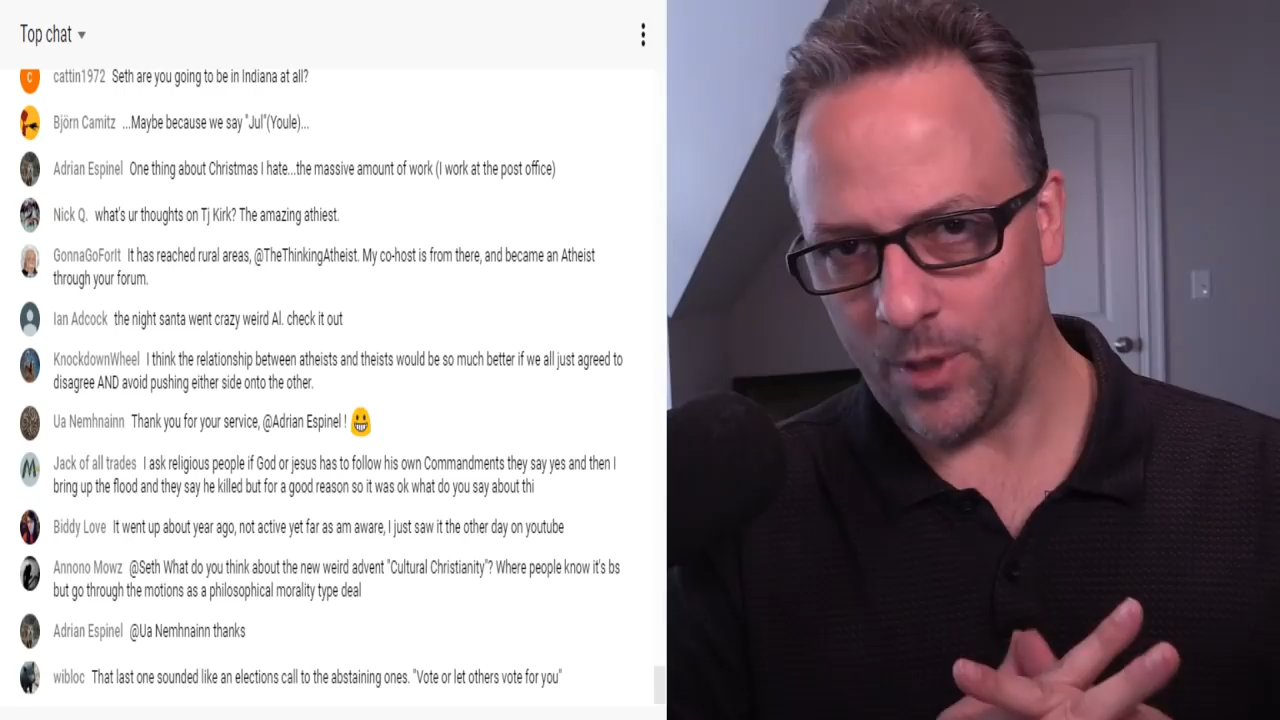 Top chat
C
cattin1972 Seth are you going to be in Indiana at all?
Björn Camitz ...Maybe because we say "Jul"(Youle)...
Adrian Espinel One thing about Christmas I hate...the massive amount of work (I work at the post office)
Nick Q. what's ur thoughts on Tj Kirk? The amazing athiest.
GonnaGoForIt It has reached rural areas, @TheThinkingAtheist. My co-host is from there, and became an Atheist
through your forum.
Ian Adcock the night santa went crazy weird Al. check it out
KnockdownWheel I think the relationship between atheists and theists would be so much better if we all just agreed to
disagree AND avoid pushing either side onto the other.
Ua Nemhnainn Thank you for your service, @Adrian Espinel ! 😀
Jack of all trades I ask religious people if God or jesus has to follow his own Commandments they say yes and then I
bring up the flood and they say he killed but for a good reason so it was ok what do you say about thi
Biddy Love It went up about year ago, not active yet far as am aware, I just saw it the other day on youtube
Annono Mowz @Seth What do you think about the new weird advent "Cultural Christianity"? Where people know it's bs
but go through the motions as a philosophical morality type deal
Adrian Espinel @Ua Nemhnainn thanks
wibloc That last one sounded like an elections call to the abstaining ones. "Vote or let others vote for you"